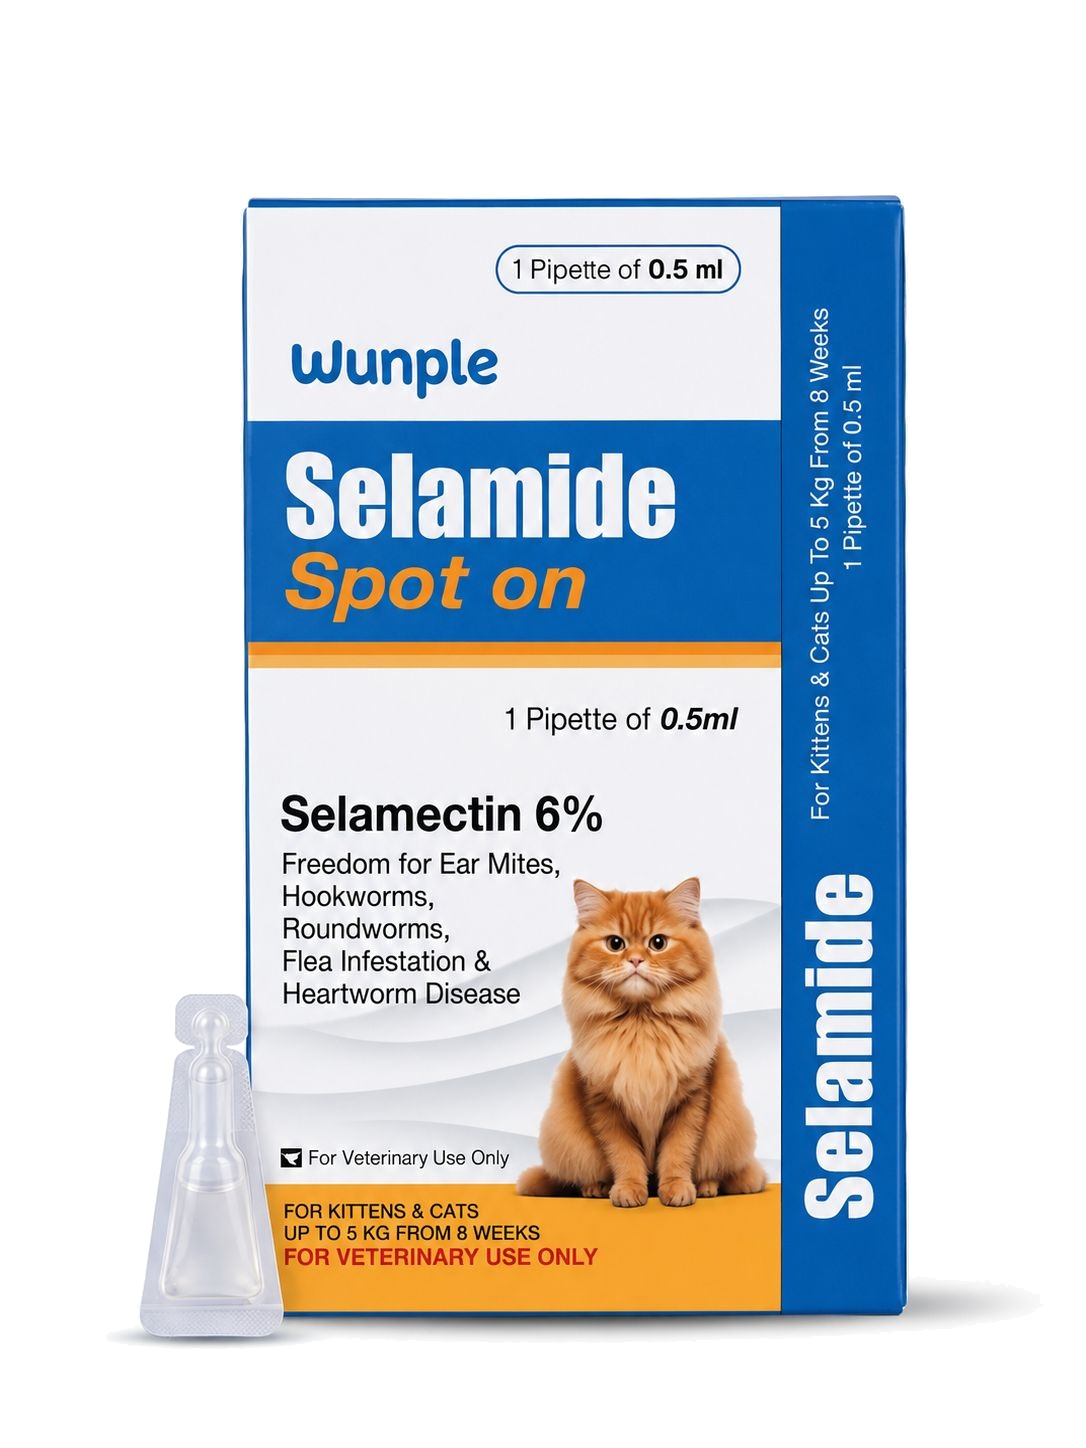 1 Pipette of 0.5 ml
Wunple
Selamide
Spot on
1 Pipette of 0.5ml
Selamectin 6%
Freedom for Ear Mites,
Hookworms,
Roundworms,
Flea Infestation &
Heartworm Disease
For Veterinary Use Only
FOR KITTENS & CATS
UP TO 5 KG FROM 8 WEEKS
FOR VETERINARY USE ONLY
Selamide
For Kittens & Cats Up To 5 Kg From 8 Weeks
1 Pipette of 0.5 ml